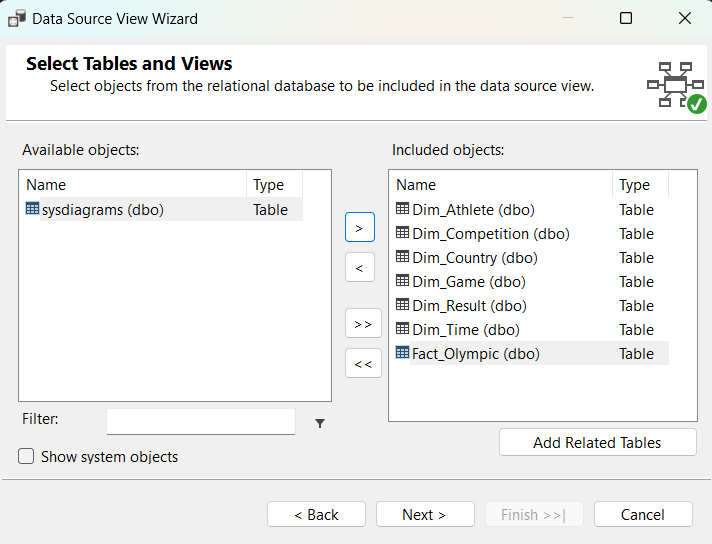 Data Source View Wizard
Select Tables and Views
Select objects from the relational database to be included in the data source view.
Available objects:
Name Type
sysdiagrams (dbo) Table
Filter:
Show system objects
>
<
>>
<<
Included objects:
Name Type
Dim_Athlete (dbo) Table
Dim_Competition (dbo) Table
Dim_Country (dbo) Table
Dim_Game (dbo) Table
Dim_Result (dbo) Table
Dim_Time (dbo) Table
Fact_Olympic (dbo) Table
Add Related Tables
< Back Next > Finish >>| Cancel